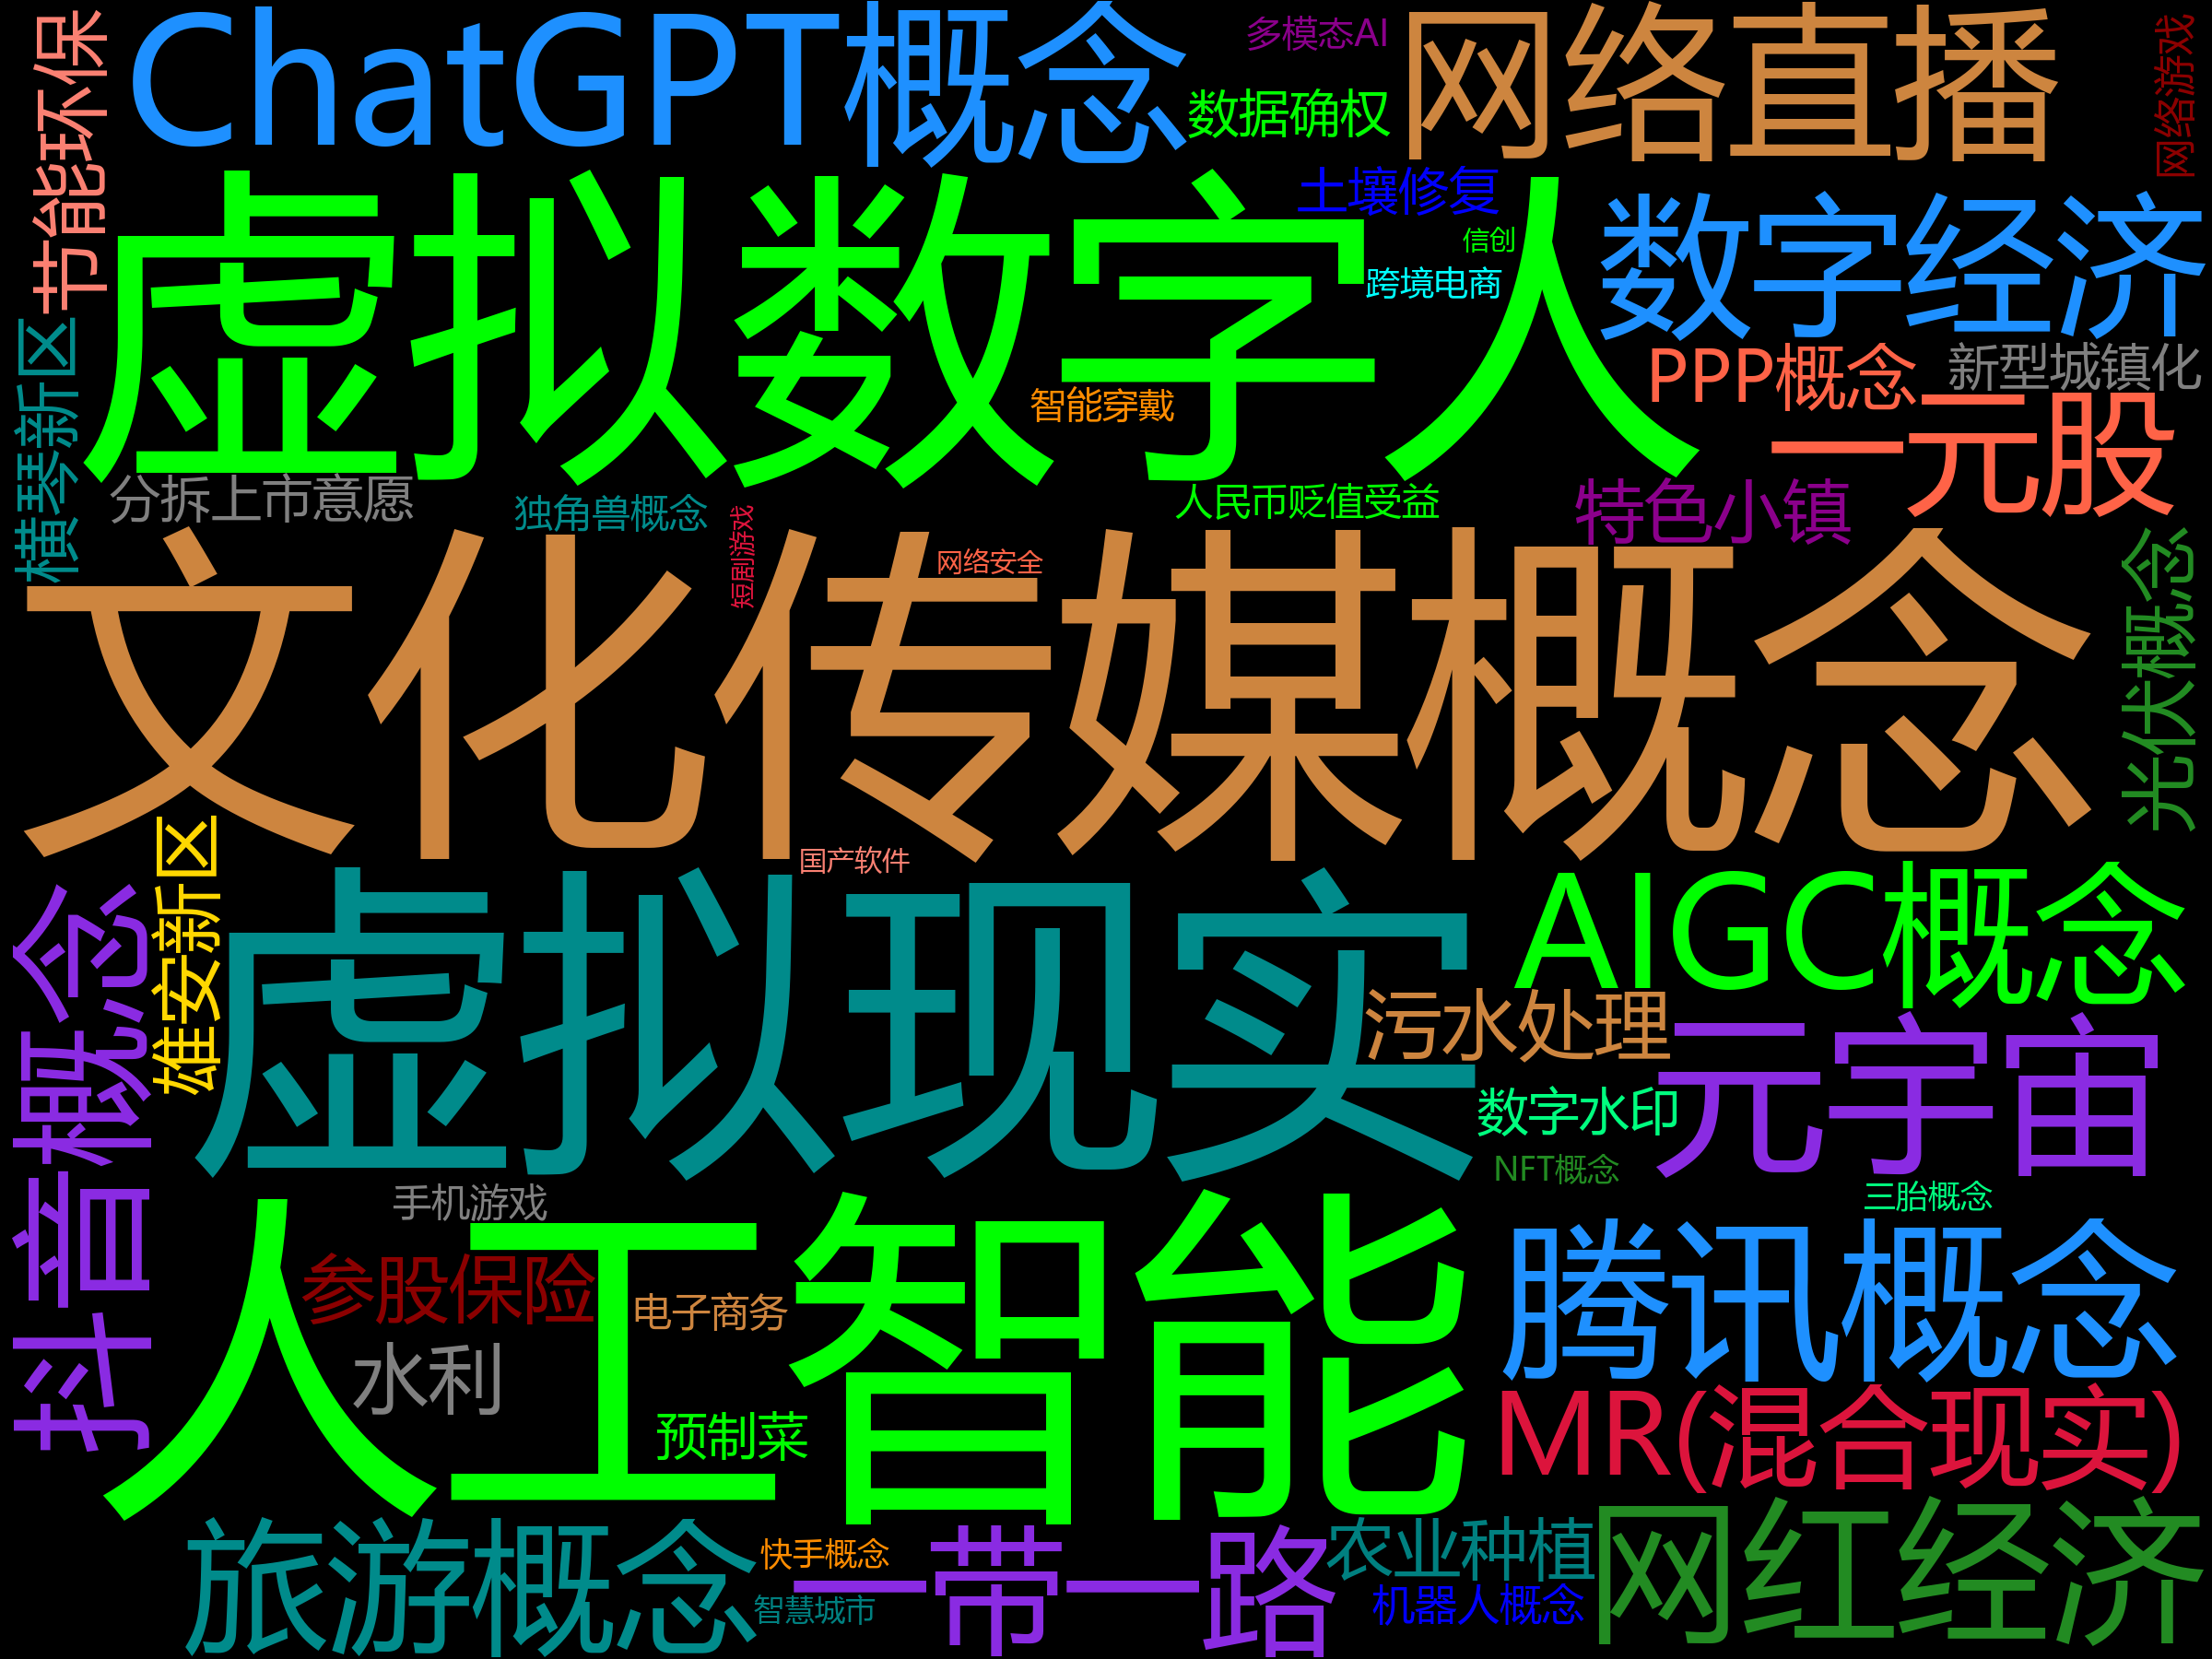 ChatGPT概念
多模态AI
网络直播
网络游戏
节能环保
数据确权
虚拟数字人
土壤修复
信创
跨境电商
数字经济
PPP概念
新型城镇化
横琴新区
智能穿戴
一元股
分拆上市意愿
独角兽概念
短剧游戏
人民币贬值受益
特色小镇
网络安全
文化传媒概念
光伏概念
雄安新区
国产软件
AIGC概念
抖音概念
虚拟现实
污水处理
元宇宙
数字水印
NFT概念
三胎概念
手机游戏
人工智能
腾讯概念
参股保险
电子商务
水利
预制菜
MR(混合现实)
旅游概念
快手概念
智慧城市
一带一路
农业种植
机器人概念
网红经济